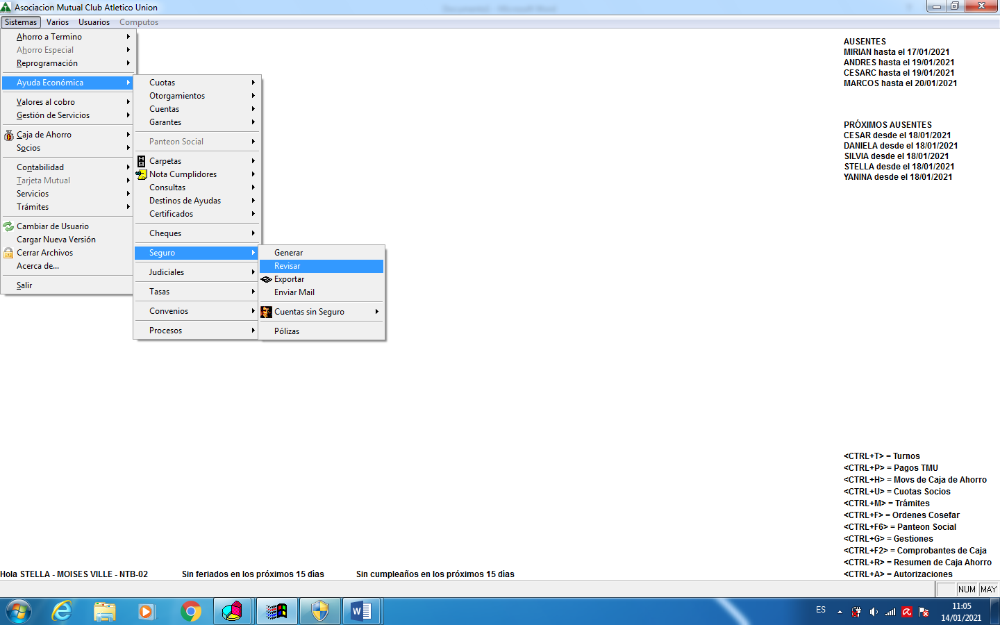 Asociacion Mutual Club Atletico Union
Sistemas Varios Usuarios Computos
Ahorro a Termino
Ahorro Especial
Reprogramación
Ayuda Económica
Valores al cobro
Gestión de Servicios
Caja de Ahorro
Socios
Contabilidad
Tarjeta Mutual
Servicios
Trámites
Cambiar de Usuario
Cargar Nueva Versión
Cerrar Archivos
Acerca de...
Salir
Cuotas
Otorgamientos
Cuentas
Garantes
Panteon Social
Carpetas
Nota Cumplidores
Consultas
Destinos de Ayudas
Certificados
Cheques
Seguro
Judiciales
Tasas
Convenios
Procesos
Generar
Revisar
Exportar
Enviar Mail
Cuentas sin Seguro
Pólizas
AUSENTES
MIRIAN hasta el 17/01/2021
ANDRES hasta el 19/01/2021
CESARC hasta el 19/01/2021
MARCOS hasta el 20/01/2021
PRÓXIMOS AUSENTES
CESAR desde el 18/01/2021
DANIELA desde el 18/01/2021
SILVIA desde el 18/01/2021
STELLA desde el 18/01/2021
YANINA desde el 18/01/2021
<CTRL+T> = Turnos
<CTRL+P> = Pagos TMU
<CTRL+H> = Movs de Caja de Ahorro
<CTRL+U> = Cuotas Socios
<CTRL+M> = Trámites
<CTRL+F> = Ordenes Cosefar
<CTRL+F6> = Panteon Social
<CTRL+G> = Gestiones
<CTRL+F2> = Comprobantes de Caja
<CTRL+R> = Resumen de Caja Ahorro
<CTRL+A> = Autorizaciones
Hola STELLA - MOISES VILLE - NTB-02 Sin feriados en los próximos 15 días Sin cumpleaños en los próximos 15 días
NUM MAY
ES
11:05
14/01/2021